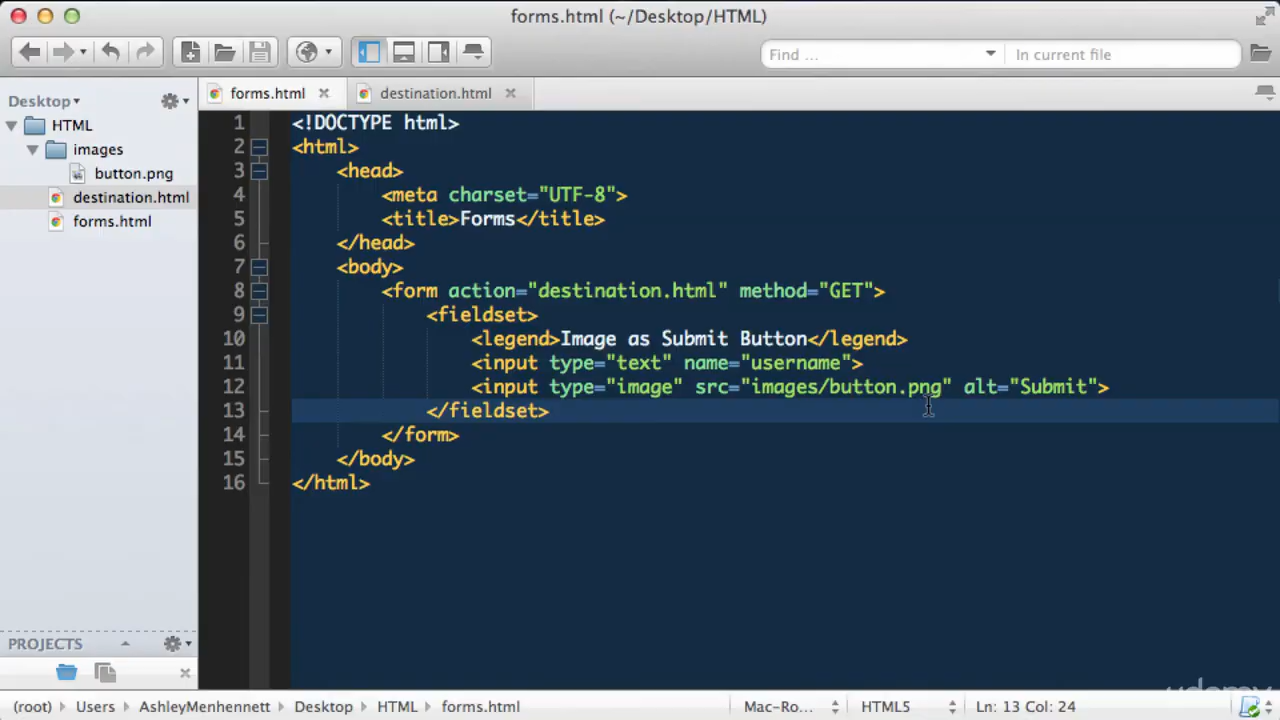 forms.html (~/Desktop/HTML)
Find ...
In current file
Desktop
forms.html
destination.html
HTML
images
button.png
destination.html
forms.html
1 <!DOCTYPE html>
2 <html>
3 <head>
4 <meta charset="UTF-8">
5 <title>Forms</title>
6 </head>
7 <body>
8 <form action="destination.html" method="GET">
9 <fieldset>
10 <legend>Image as Submit Button</legend>
11 <input type="text" name="username">
12 <input type="image" src="images/button.png" alt="Submit">
13 </fieldset>
14 </form>
15 </body>
16 </html>
PROJECTS
udemy
(root) Users AshleyMenhennett Desktop HTML forms.html
Mac-Ro... HTML5 Ln: 13 Col: 24